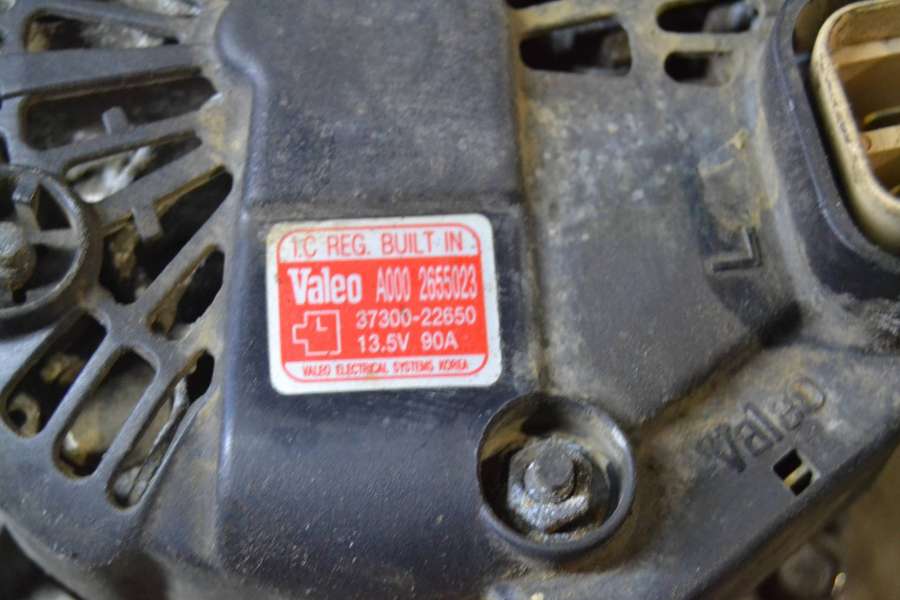 I.C REG. BUILT IN
Valeo A000 2655023
37300-22650
L
13.5V 90A
VALEO ELECTRICAL SYSTEMS KOREA
L
Valeo